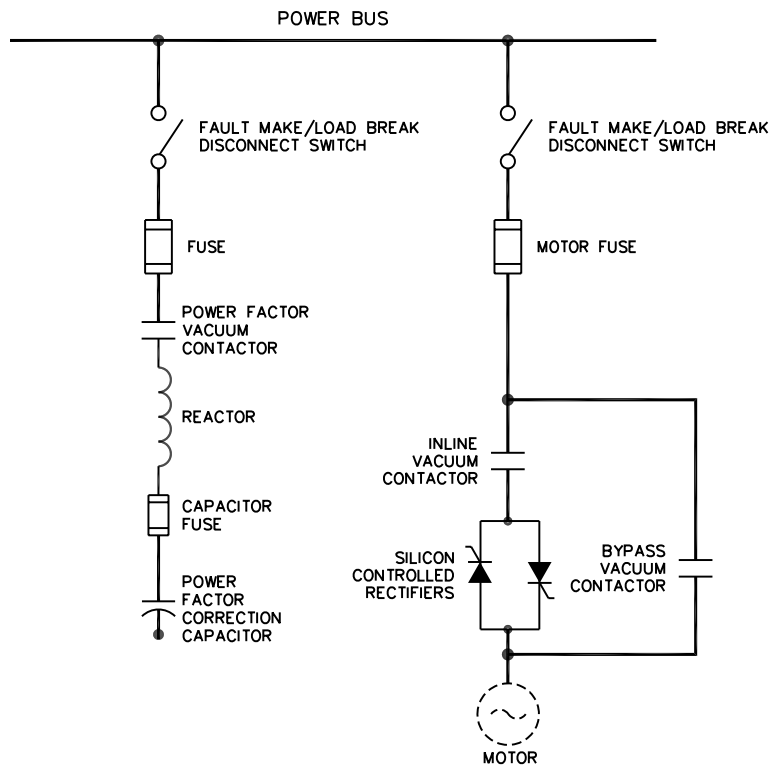 POWER BUS
FAULT MAKE/LOAD BREAK
DISCONNECT SWITCH
FAULT MAKE/LOAD BREAK
DISCONNECT SWITCH
FUSE
MOTOR FUSE
POWER FACTOR
VACUUM
CONTACTOR
REACTOR
INLINE
VACUUM
CONTACTOR
CAPACITOR
FUSE
SILICON
CONTROLLED
RECTIFIERS
BYPASS
VACUUM
CONTACTOR
POWER
FACTOR
CORRECTION
CAPACITOR
MOTOR